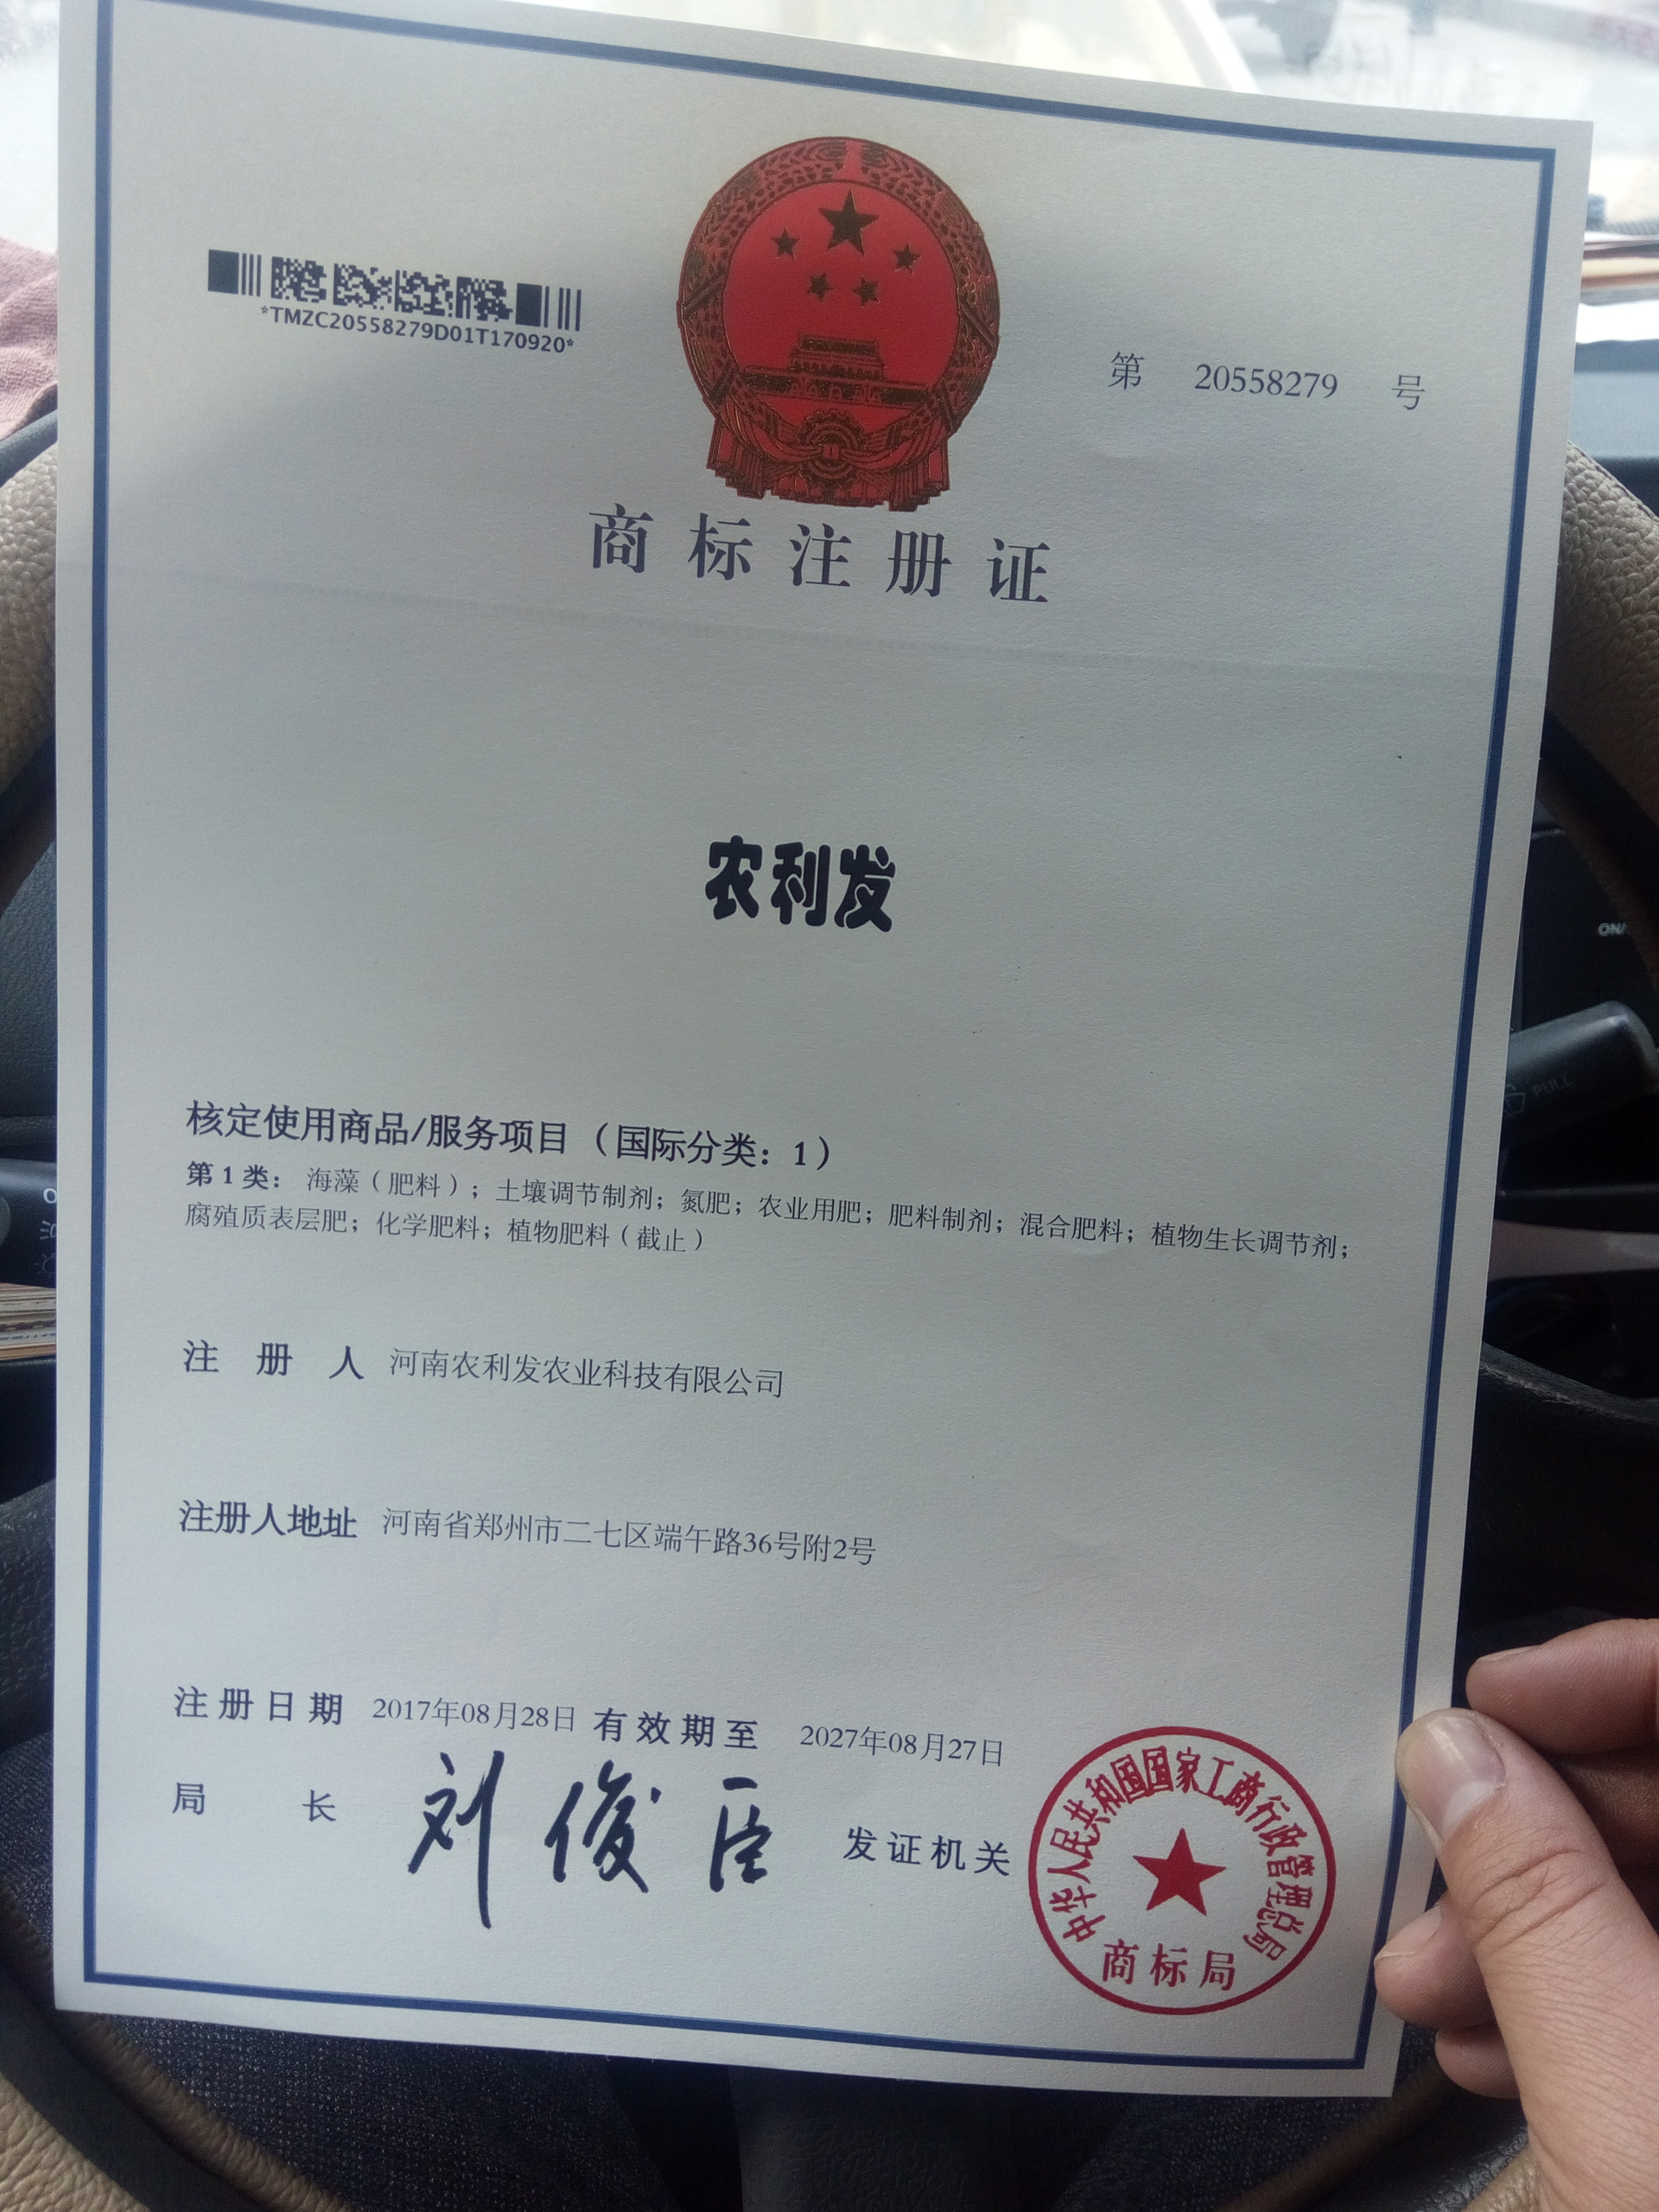 *TMZC20558279D01T170920*
第 20558279 号
商标注册证
农利发
核定使用商品/服务项目（国际分类：1）
第1类：海藻（肥料）；土壤调节制剂；氮肥；农业用肥；肥料制剂；混合肥料；植物生长调节剂；
腐殖质表层肥；化学肥料；植物肥料（截止）
注册人 河南农利发农业科技有限公司
注册人地址 河南省郑州市二七区端午路36号附2号
注册日期 2017年08月28日 有效期至 2027年08月27日
局长 刘俊臣 发证机关
中华人民共和国国家工商行政管理总局
商标局
PULL